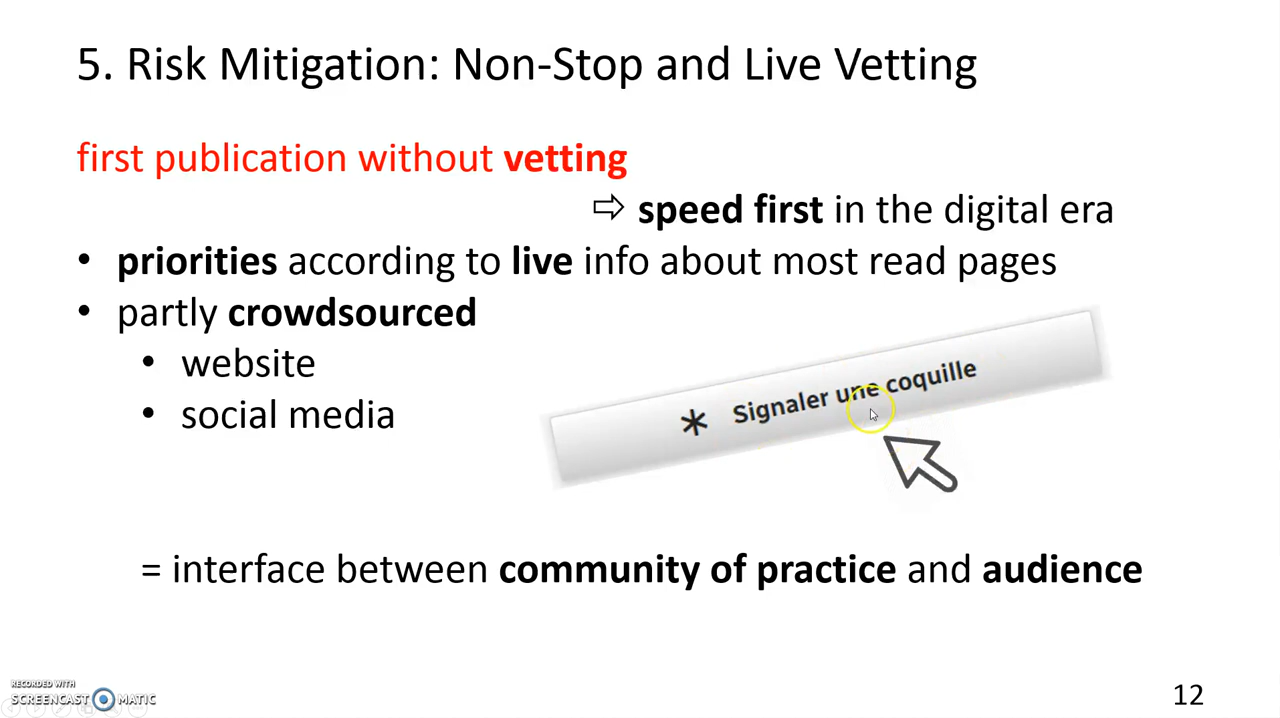 5. Risk Mitigation: Non-Stop and Live Vetting
first publication without vetting
⇨ speed first in the digital era
• priorities according to live info about most read pages
• partly crowdsourced
• website
• social media
* Signaler une coquille
= interface between community of practice and audience
RECORDED WITH
SCREENCAST MATIC
12